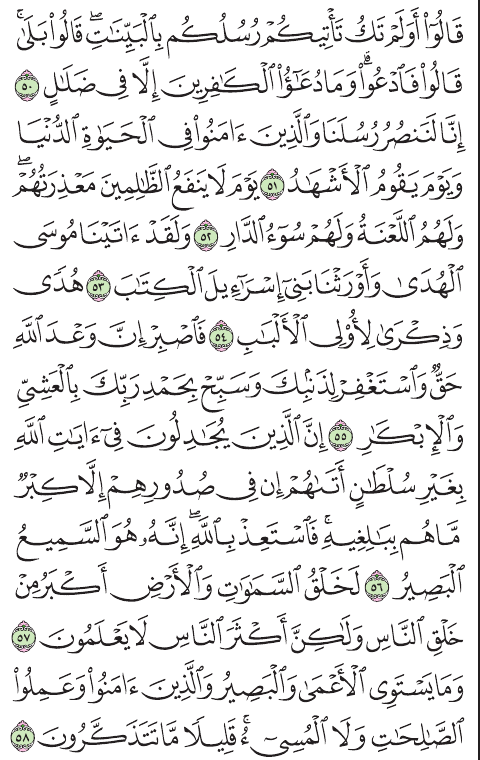 قَالُوٓا۟ أَوَلَمْ تَكُ تَأْتِيكُمْ رُسُلُكُم بِٱلْبَيِّنَـٰتِ ۖ قَالُوا۟ بَلَىٰ ۚ
قَالُوا۟ فَٱدْعُوا۟ ۗ وَمَا دُعَـٰٓؤُا۟ ٱلْكَـٰفِرِينَ إِلَّا فِى ضَلَـٰلٍ ٥٠
إِنَّا لَنَنصُرُ رُسُلَنَا وَٱلَّذِينَ ءَامَنُوا۟ فِى ٱلْحَيَوٰةِ ٱلدُّنْيَا
وَيَوْمَ يَقُومُ ٱلْأَشْهَـٰدُ ٥١ يَوْمَ لَا يَنفَعُ ٱلظَّـٰلِمِينَ مَعْذِرَتُهُمْ ۖ
وَلَهُمُ ٱللَّعْنَةُ وَلَهُمْ سُوٓءُ ٱلدَّارِ ٥٢ وَلَقَدْ ءَاتَيْنَا مُوسَى
ٱلْهُدَىٰ وَأَوْرَثْنَا بَنِىٓ إِسْرَٰٓءِيلَ ٱلْكِتَـٰبَ ٥٣ هُدًى
وَذِكْرَىٰ لِأُو۟لِى ٱلْأَلْبَـٰبِ ٥٤ فَٱصْبِرْ إِنَّ وَعْدَ ٱللَّهِ
حَقٌّ وَٱسْتَغْفِرْ لِذَنۢبِكَ وَسَبِّحْ بِحَمْدِ رَبِّكَ بِٱلْعَشِىِّ
وَٱلْإِبْكَـٰرِ ٥٥ إِنَّ ٱلَّذِينَ يُجَـٰدِلُونَ فِىٓ ءَايَـٰتِ ٱللَّهِ
بِغَيْرِ سُلْطَـٰنٍ أَتَىٰهُمْ ۙ إِن فِى صُدُورِهِمْ إِلَّا كِبْرٌ
مَّا هُم بِبَـٰلِغِيهِ ۚ فَٱسْتَعِذْ بِٱللَّهِ ۖ إِنَّهُۥ هُوَ ٱلسَّمِيعُ
ٱلْبَصِيرُ ٥٦ لَخَلْقُ ٱلسَّمَـٰوَٰتِ وَٱلْأَرْضِ أَكْبَرُ مِنْ
خَلْقِ ٱلنَّاسِ وَلَـٰكِنَّ أَكْثَرَ ٱلنَّاسِ لَا يَعْلَمُونَ ٥٧
وَمَا يَسْتَوِى ٱلْأَعْمَىٰ وَٱلْبَصِيرُ وَٱلَّذِينَ ءَامَنُوا۟ وَعَمِلُوا۟
ٱلصَّـٰلِحَـٰتِ وَلَا ٱلْمُسِىٓءُ ۚ قَلِيلًا مَّا تَتَذَكَّرُونَ ٥٨